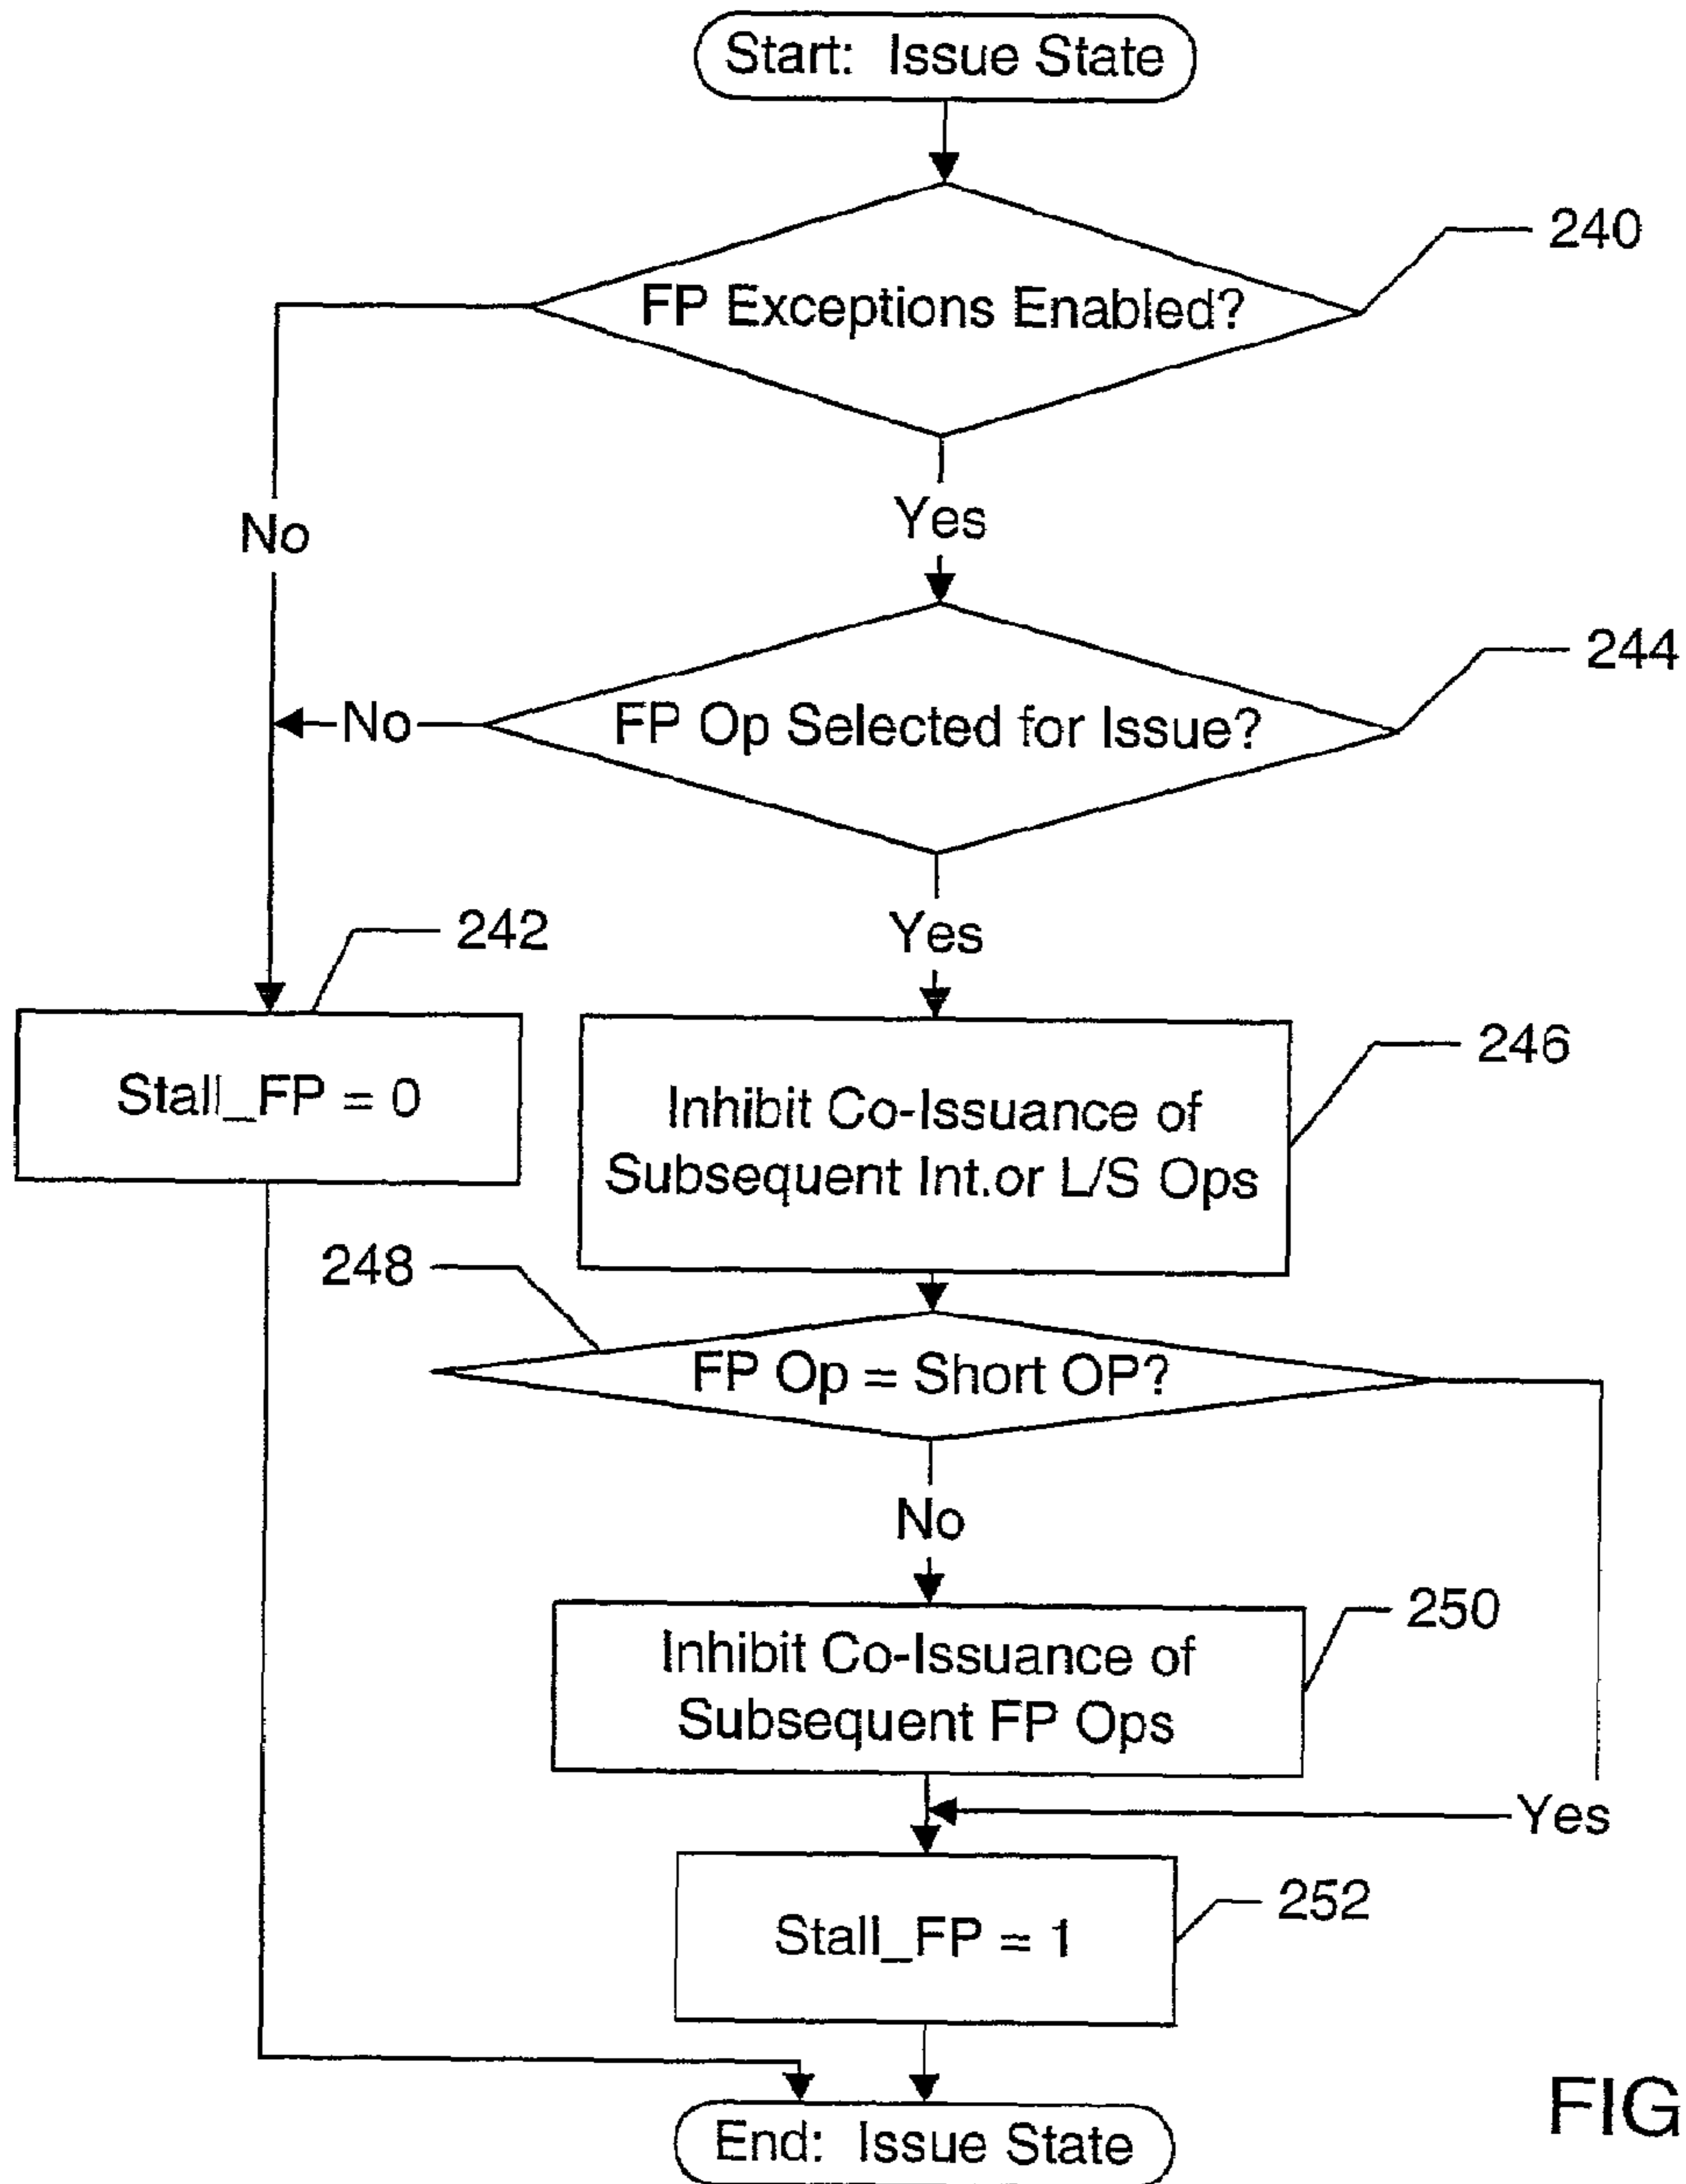 Start: Issue State
240
FP Exceptions Enabled?
No
Yes
244
No
FP Op Selected for Issue?
242
Yes
Stall_FP = 0
246
Inhibit Co-Issuance of
Subsequent Int.or L/S Ops
248
FP Op = Short OP?
No
250
Inhibit Co-Issuance of
Subsequent FP Ops
Yes
252
Stall_FP = 1
End: Issue State
FIG